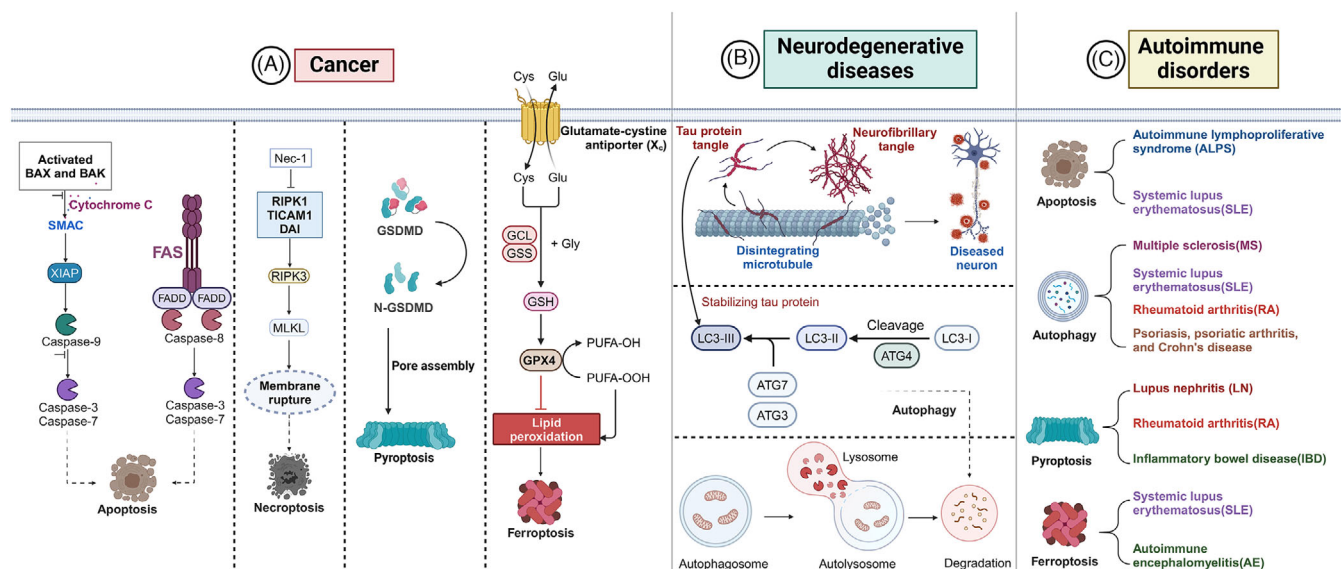 (A) Cancer
Activated
BAX and BAK
Cytochrome C
SMAC
XIAP
Caspase-9
Caspase-3
Caspase-7
FAS
FADD FADD
Caspase-8
Caspase-3
Caspase-7
Apoptosis
Nec-1
RIPK1
TICAM1
DAI
RIPK3
MLKL
Membrane
rupture
Necroptosis
GSDMD
N-GSDMD
Pore assembly
Pyroptosis
Cys Glu
Glutamate-cystine
antiporter (Xc)
Cys Glu
GCL
GSS
+ Gly
GSH
GPX4
PUFA-OH
PUFA-OOH
Lipid
peroxidation
Ferroptosis
(B) Neurodegenerative
diseases
Tau protein
tangle
Neurofibrillary
tangle
Disintegrating
microtubule
Diseased
neuron
Stabilizing tau protein
LC3-III
LC3-II
Cleavage
ATG4
LC3-I
ATG7
ATG3
Autophagy
Lysosome
Autophagosome
Autolysosome
Degradation
(C) Autoimmune
disorders
Autoimmune lymphoproliferative
syndrome (ALPS)
Apoptosis
Systemic lupus
erythematosus(SLE)
Multiple sclerosis(MS)
Systemic lupus
erythematosus(SLE)
Rheumatoid arthritis(RA)
Autophagy
Psoriasis, psoriatic arthritis,
and Crohn's disease
Lupus nephritis (LN)
Rheumatoid arthritis(RA)
Pyroptosis
Inflammatory bowel disease(IBD)
Systemic lupus
erythematosus(SLE)
Ferroptosis
Autoimmune
encephalomyelitis(AE)